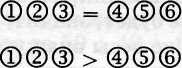 ①②③ = ④⑤⑥
①②③ > ④⑤⑥